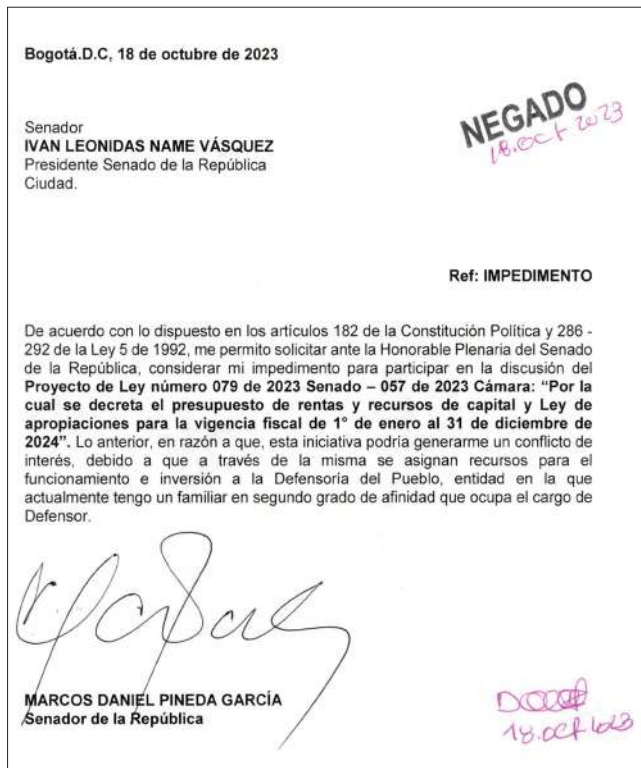 Bogotá.D.C, 18 de octubre de 2023
NEGADO
18.oct 2023
Senador
IVAN LEONIDAS NAME VÁSQUEZ
Presidente Senado de la República
Ciudad.
Ref: IMPEDIMENTO
De acuerdo con lo dispuesto en los artículos 182 de la Constitución Política y 286 -
292 de la Ley 5 de 1992, me permito solicitar ante la Honorable Plenaria del Senado
de la República, considerar mi impedimento para participar en la discusión del
Proyecto de Ley número 079 de 2023 Senado – 057 de 2023 Cámara: “Por la
cual se decreta el presupuesto de rentas y recursos de capital y Ley de
apropiaciones para la vigencia fiscal de 1° de enero al 31 de diciembre de
2024”. Lo anterior, en razón a que, esta iniciativa podría generarme un conflicto de
interés, debido a que a través de la misma se asignan recursos para el
funcionamiento e inversión a la Defensoría del Pueblo, entidad en la que
actualmente tengo un familiar en segundo grado de afinidad que ocupa el cargo de
Defensor.
MARCOS DANIEL PINEDA GARCÍA
Senador de la República
18.oct 2023